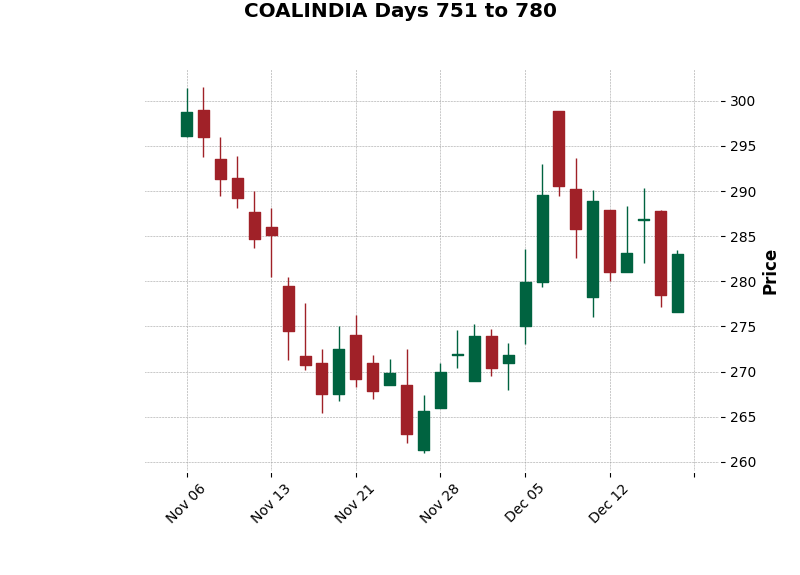 COALINDIA Days 751 to 780
300
295
290
285
280
275
270
265
260
Price
Nov 06
Nov 13
Nov 21
Nov 28
Dec 05
Dec 12